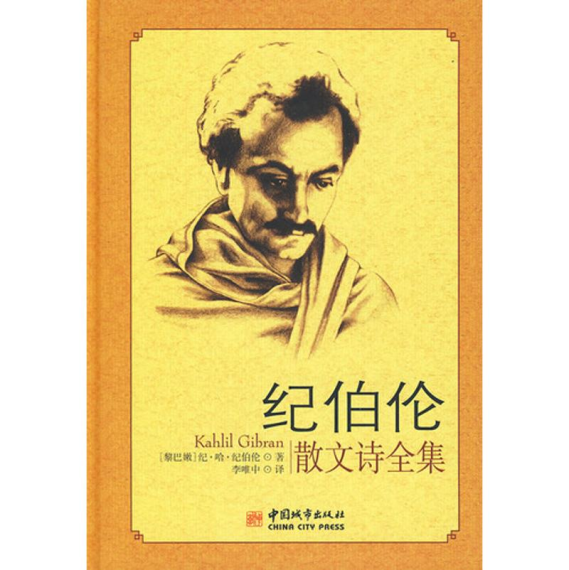 纪伯伦
Kahlil Gibran
[黎巴嫩]纪·哈·纪伯伦⊙著
李唯中⊙译
散文诗全集
中国城市出版社
CHINA CITY PRESS